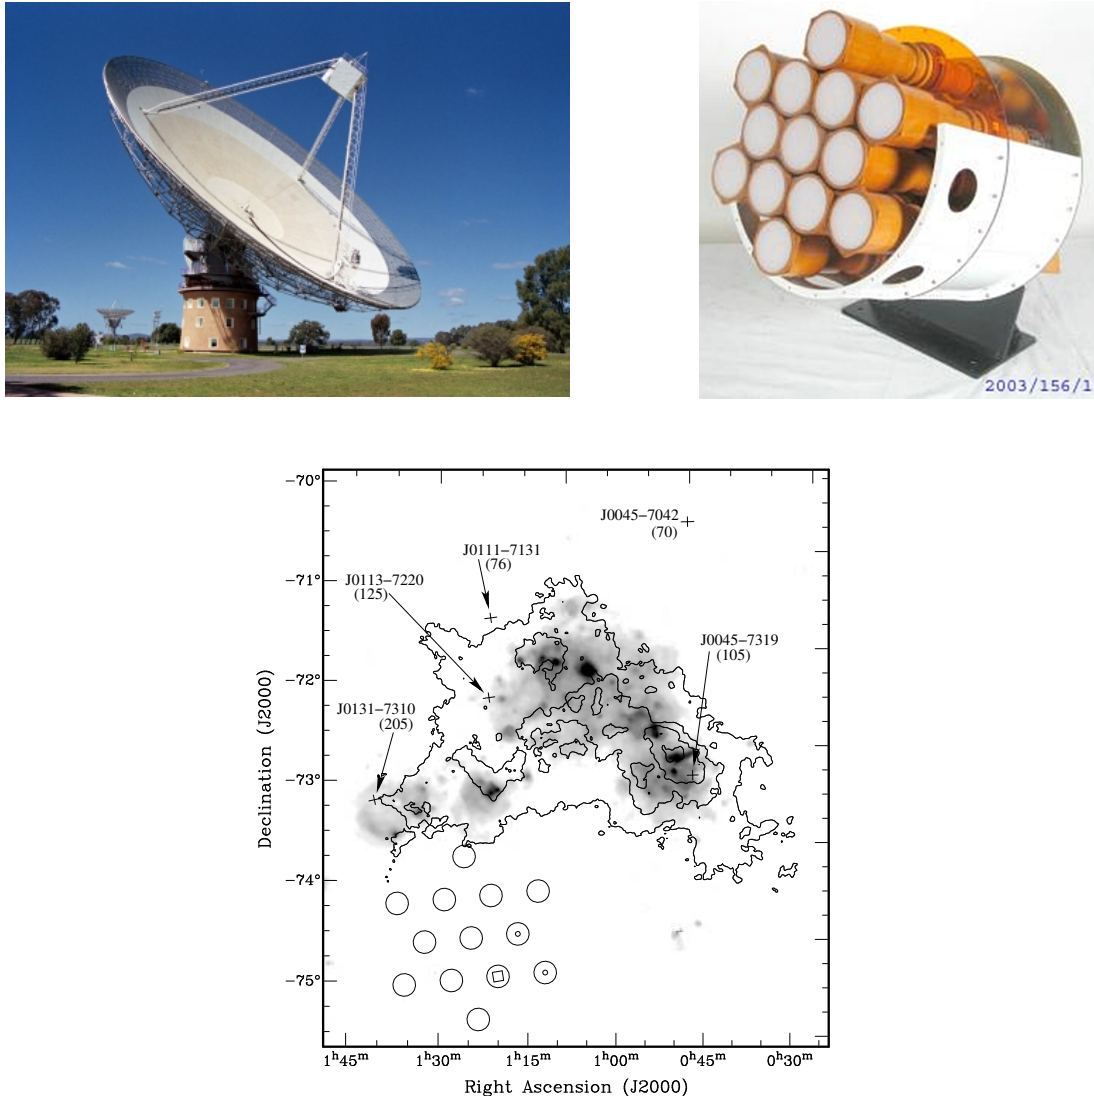 2003/156/1
−70°
−71°
−72°
−73°
−74°
−75°
Declination (J2000)
J0045−7042
(70)
J0111−7131
(76)
J0113−7220
(125)
J0045−7319
(105)
J0131−7310
(205)
1ʰ45ᵐ 1ʰ30ᵐ 1ʰ15ᵐ 1ʰ00ᵐ 0ʰ45ᵐ 0ʰ30ᵐ
Right Ascension (J2000)